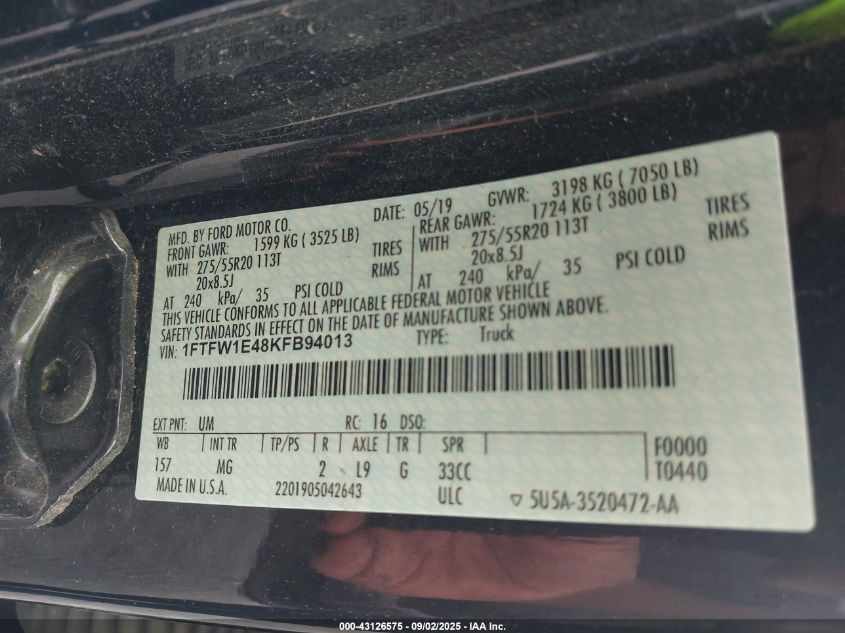 MFD. BY FORD MOTOR CO.
DATE: 05/19 GVWR: 3198 KG ( 7050 LB)
FRONT GAWR: 1599 KG ( 3525 LB)
WITH 275/55R20 113T TIRES
20x8.5J RIMS
AT 240 kPa/ 35 PSI COLD
REAR GAWR: 1724 KG ( 3800 LB)
WITH 275/55R20 113T TIRES
20x8.5J RIMS
AT 240 kPa/ 35 PSI COLD
THIS VEHICLE CONFORMS TO ALL APPLICABLE FEDERAL MOTOR VEHICLE
SAFETY STANDARDS IN EFFECT ON THE DATE OF MANUFACTURE SHOWN ABOVE.
VIN: 1FTFW1E48KFB94013 TYPE: Truck
EXT PNT: UM RC: 16 DSO:
WB INT TR TP/PS R AXLE TR SPR F0000
157 MG 2 L9 G 33CC T0440
MADE IN U.S.A. 2201905042643 ULC 5U5A-3520472-AA
000-43126575 - 09/02/2025 - IAA Inc.